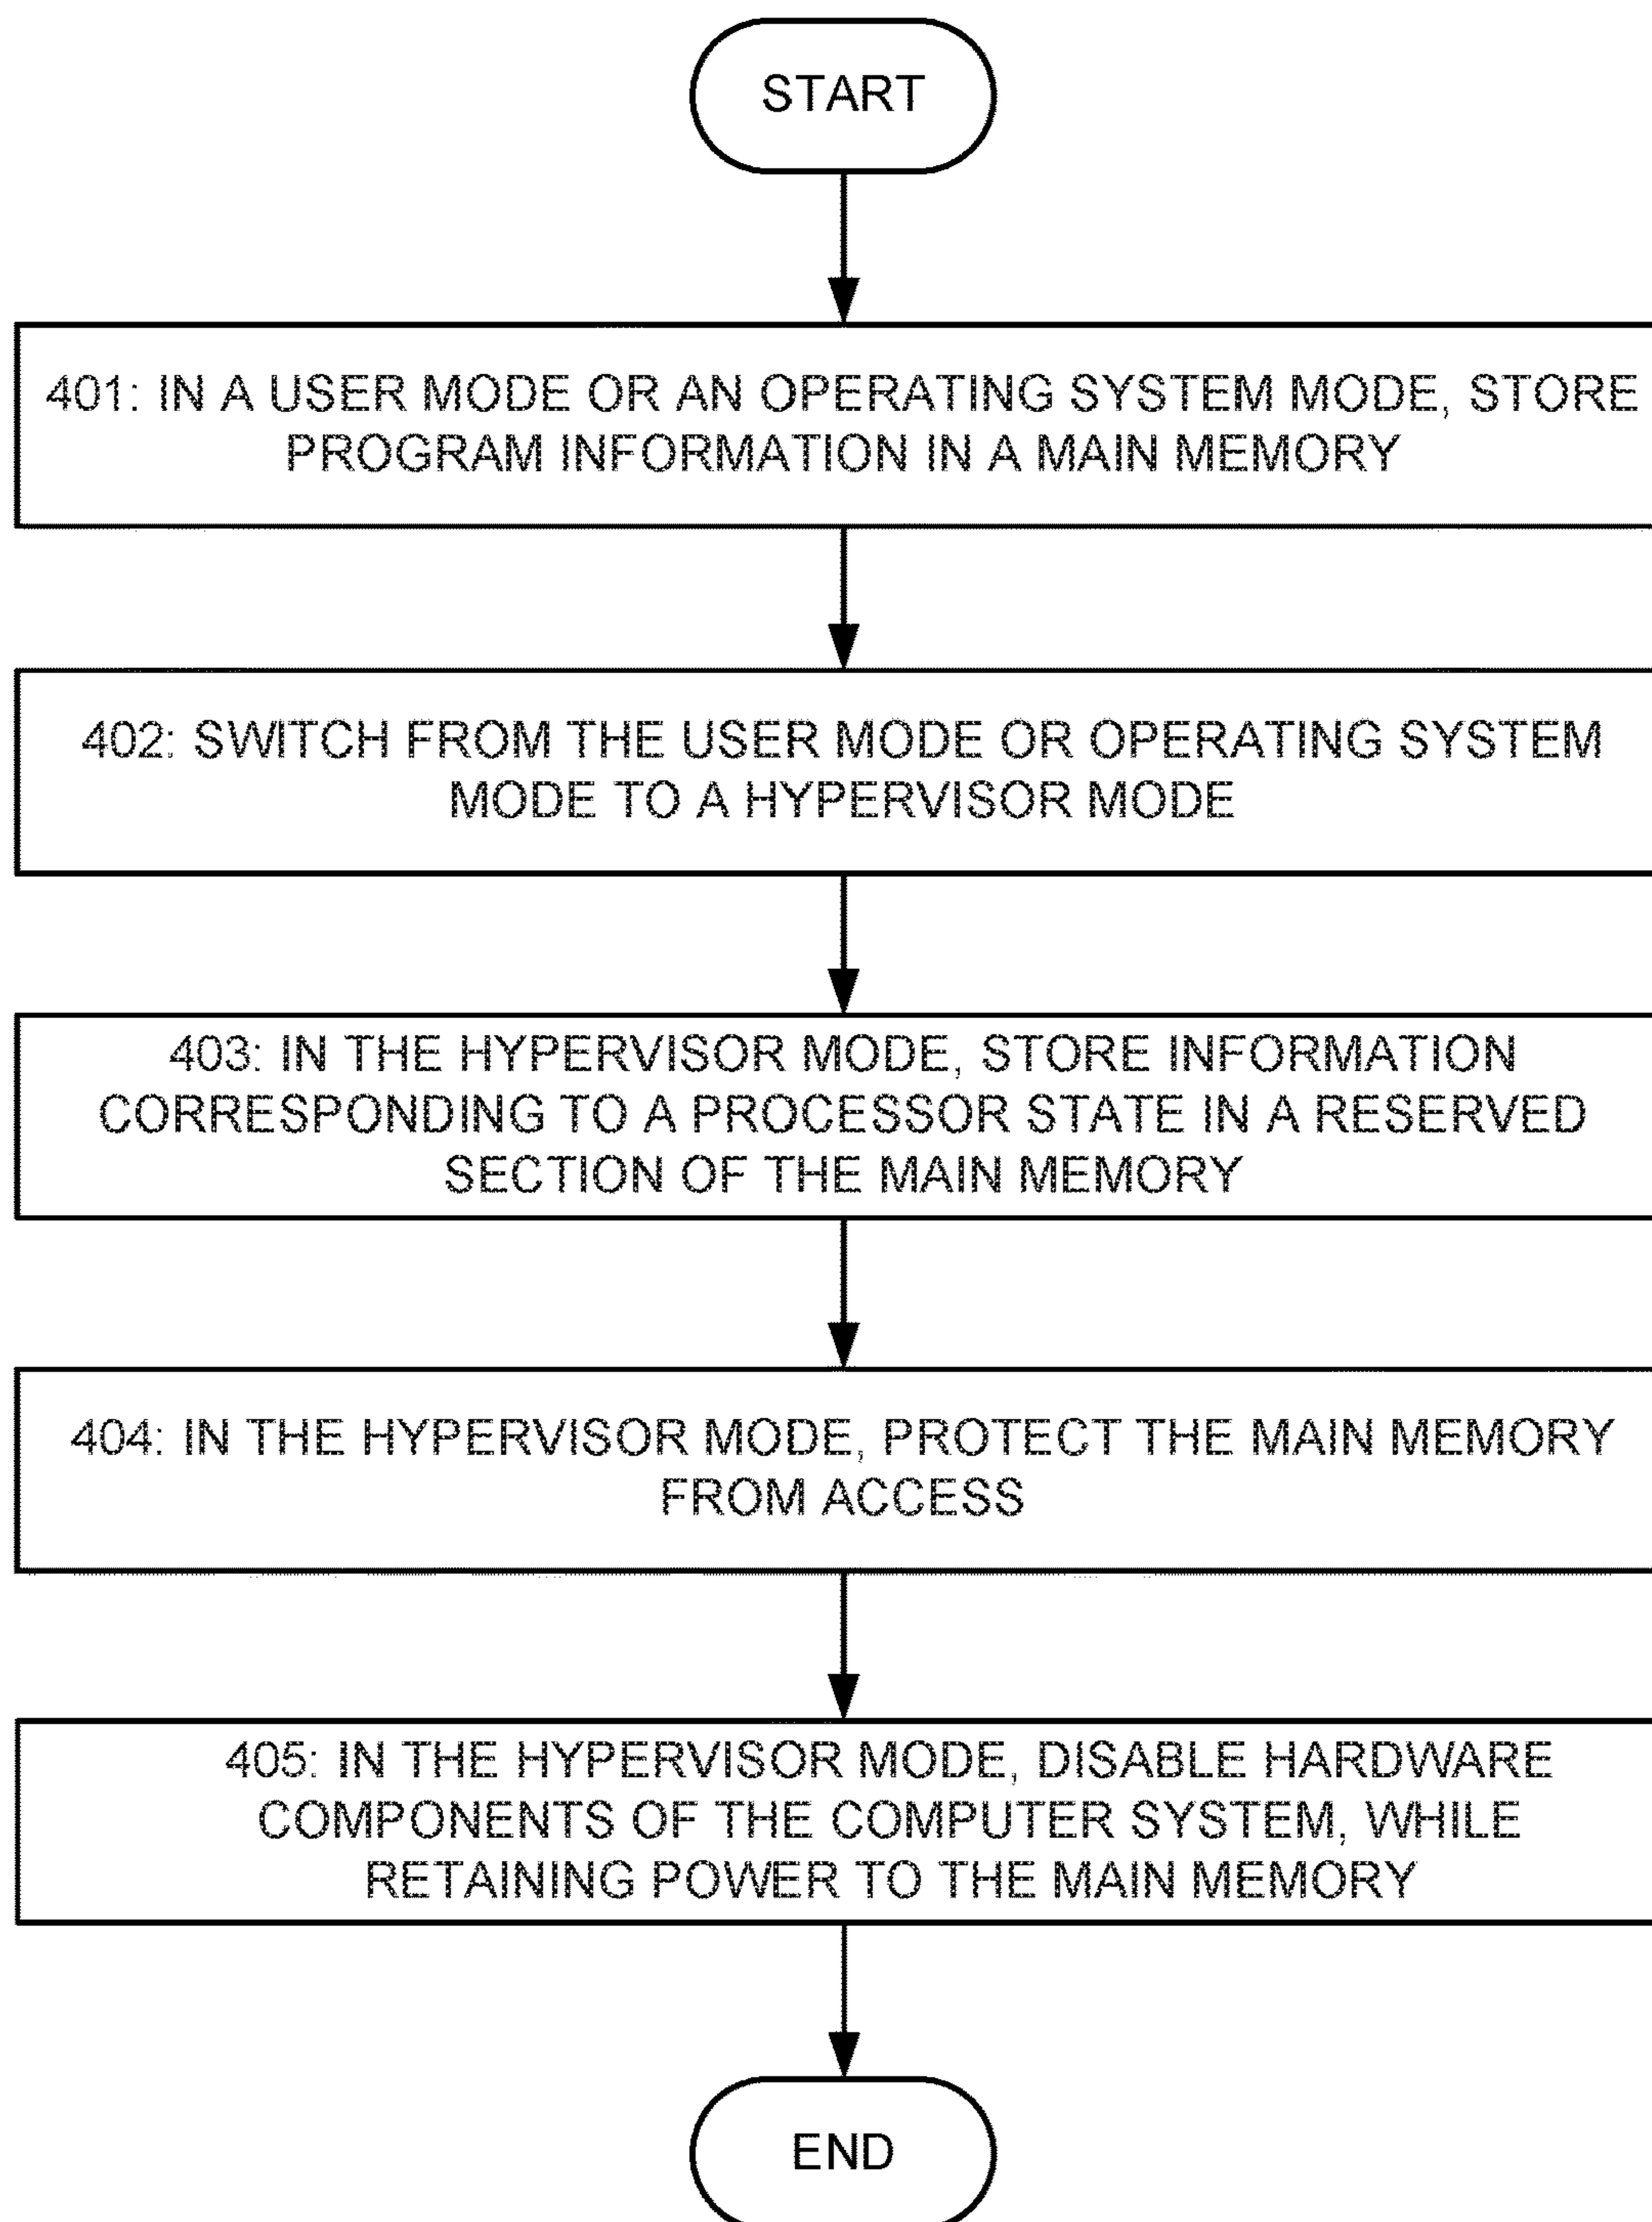 START
401: IN A USER MODE OR AN OPERATING SYSTEM MODE, STORE
PROGRAM INFORMATION IN A MAIN MEMORY
402: SWITCH FROM THE USER MODE OR OPERATING SYSTEM
MODE TO A HYPERVISOR MODE
403: IN THE HYPERVISOR MODE, STORE INFORMATION
CORRESPONDING TO A PROCESSOR STATE IN A RESERVED
SECTION OF THE MAIN MEMORY
404: IN THE HYPERVISOR MODE, PROTECT THE MAIN MEMORY
FROM ACCESS
405: IN THE HYPERVISOR MODE, DISABLE HARDWARE
COMPONENTS OF THE COMPUTER SYSTEM, WHILE
RETAINING POWER TO THE MAIN MEMORY
END